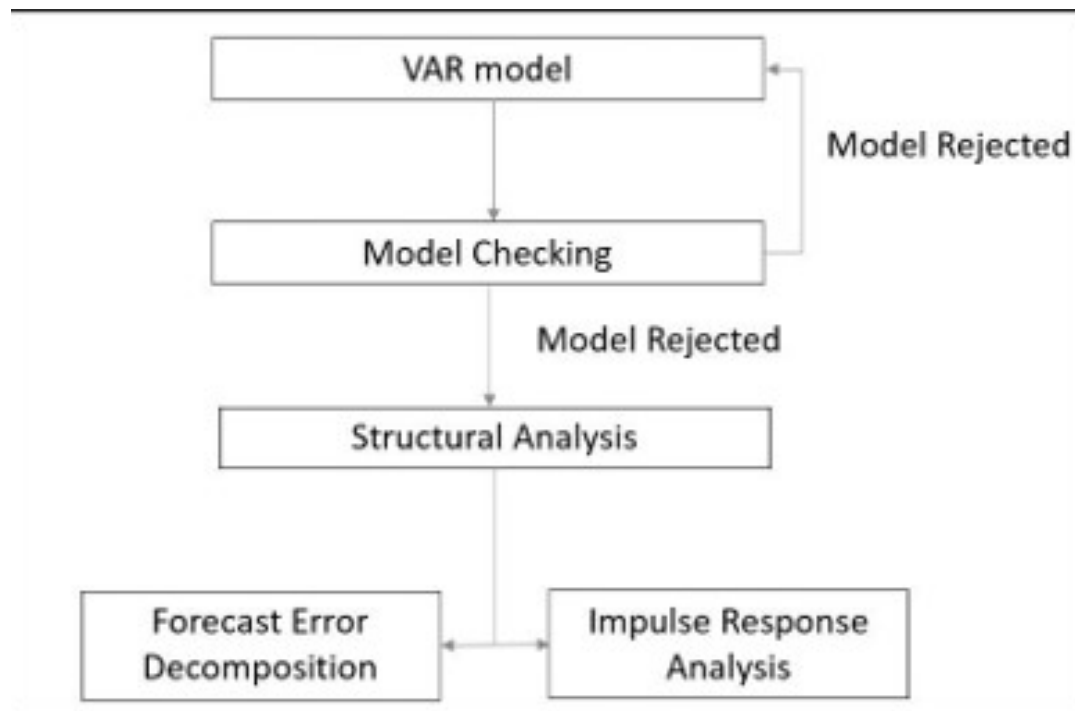 VAR model
Model Rejected
Model Checking
Model Rejected
Structural Analysis
Forecast Error
Decomposition
Impulse Response
Analysis